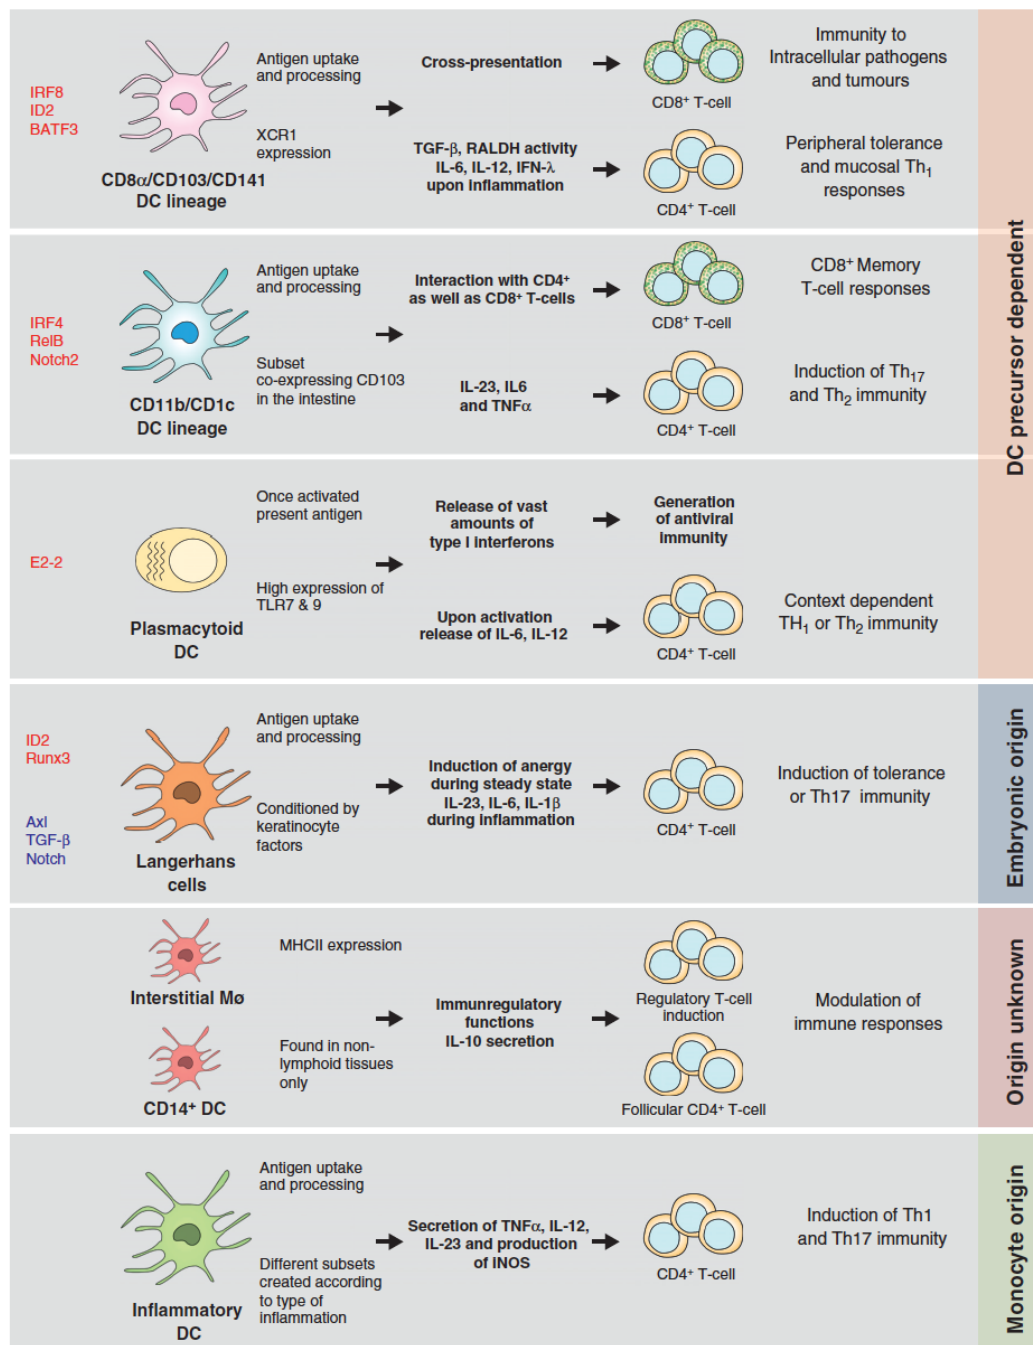 IRF8
ID2
BATF3
CD8α/CD103/CD141
DC lineage
Antigen uptake
and processing
XCR1
expression
Cross-presentation
TGF-β, RALDH activity
IL-6, IL-12, IFN-λ
upon inflammation
CD8⁺ T-cell
CD4⁺ T-cell
Immunity to
Intracellular pathogens
and tumours
Peripheral tolerance
and mucosal Th₁
responses
IRF4
RelB
Notch2
CD11b/CD1c
DC lineage
Antigen uptake
and processing
Subset
co-expressing CD103
in the intestine
Interaction with CD4⁺
as well as CD8⁺ T-cells
IL-23, IL6
and TNFα
CD8⁺ T-cell
CD4⁺ T-cell
CD8⁺ Memory
T-cell responses
Induction of Th₁₇
and Th₂ immunity
E2-2
Plasmacytoid
DC
Once activated
present antigen
High expression of
TLR7 & 9
Release of vast
amounts of
type I interferons
Upon activation
release of IL-6, IL-12
Generation
of antiviral
immunity
CD4⁺ T-cell
Context dependent
TH₁ or Th₂ immunity
DC precursor dependent
ID2
Runx3
Axl
TGF-β
Notch
Langerhans
cells
Antigen uptake
and processing
Conditioned by
keratinocyte
factors
Induction of anergy
during steady state
IL-23, IL-6, IL-1β
during inflammation
CD4⁺ T-cell
Induction of tolerance
or Th17 immunity
Embryonic origin
Interstitial Mø
CD14⁺ DC
MHCII expression
Found in non-
lymphoid tissues
only
Immunregulatory
functions
IL-10 secretion
Regulatory T-cell
induction
Follicular CD4⁺ T-cell
Modulation of
immune responses
Origin unknown
Inflammatory
DC
Antigen uptake
and processing
Different subsets
created according
to type of
inflammation
Secretion of TNFα, IL-12,
IL-23 and production
of INOS
CD4⁺ T-cell
Induction of Th1
and Th17 immunity
Monocyte origin